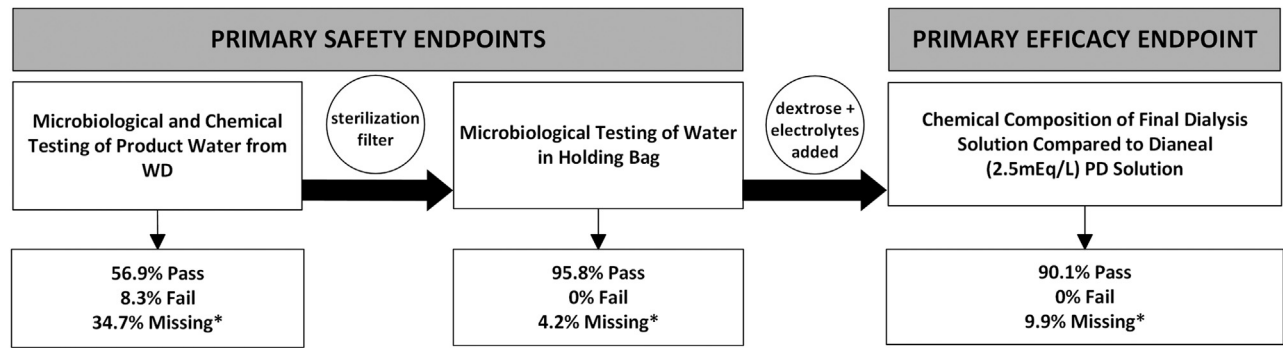 PRIMARY SAFETY ENDPOINTS
PRIMARY EFFICACY ENDPOINT
Microbiological and Chemical
Testing of Product Water from
WD
sterilization
filter
Microbiological Testing of Water
in Holding Bag
dextrose +
electrolytes
added
Chemical Composition of Final Dialysis
Solution Compared to Dianeal
(2.5mEq/L) PD Solution
56.9% Pass
8.3% Fail
34.7% Missing*
95.8% Pass
0% Fail
4.2% Missing*
90.1% Pass
0% Fail
9.9% Missing*